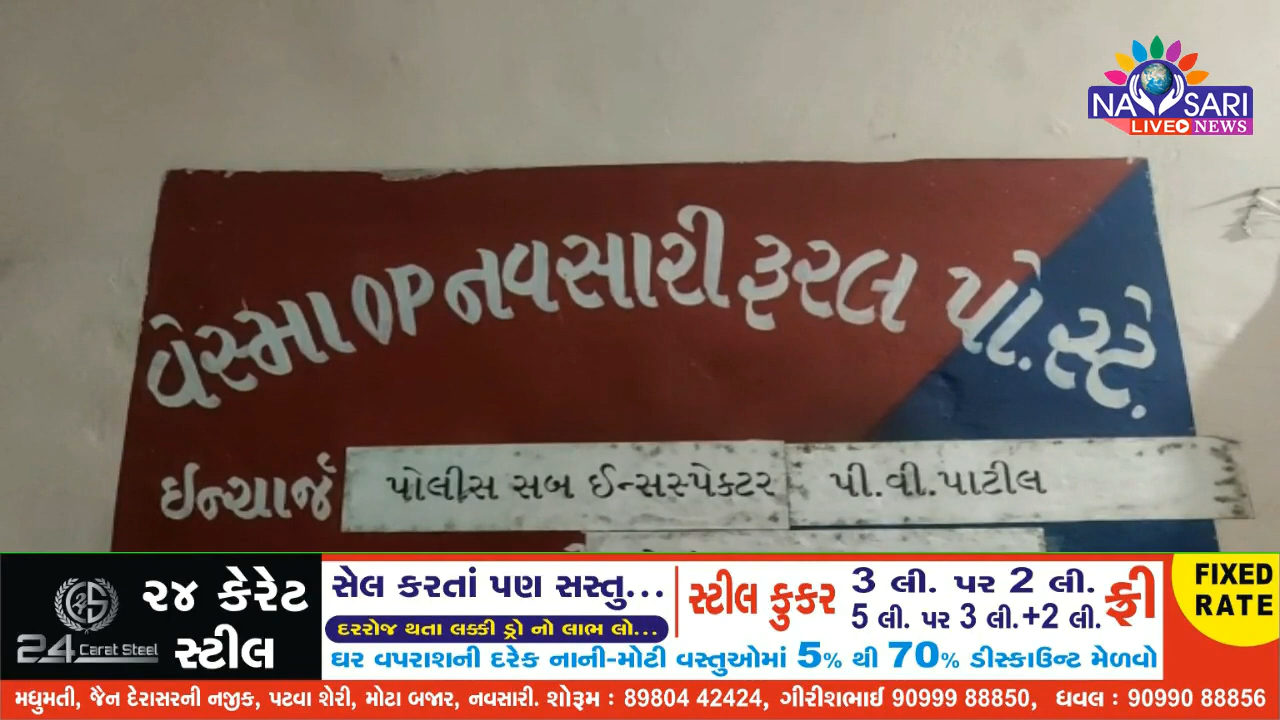 NAVSARI
LIVE NEWS
વેસ્મા OP નવસારી રૂરલ પો. સ્ટે.
ઇન્ચાર્જ પોલીસ સબ ઈન્સસ્પેક્ટર પી.વી.પાટીલ
૨૪ કેરેટ
સ્ટીલ
24 Carat Steel
સેલ કરતાં પણ સસ્તુ...
દરરોજ થતા લક્કી ડ્રો નો લાભ લો...
સ્ટીલ કુકર 3 લી. પર 2 લી.
5 લી. પર 3 લી.+2 લી. ફ્રી
ઘર વપરાશની દરેક નાની-મોટી વસ્તુઓમાં 5% થી 70% ડીસ્કાઉન્ટ મેળવો
FIXED
RATE
મધુમતી, જૈન દેરાસરની નજીક, પટવા શેરી, મોટા બજાર, નવસારી. શોરૂમ : 89804 42424, ગીરીશભાઈ 90999 88850, ધવલ : 90990 88856